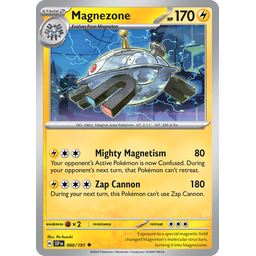 STAGE 2
Magnezone
HP 170
Evolves from Magneton
Mighty Magnetism 80
Your opponent's Active Pokémon is now Confused. During your opponent's next turn, that Pokémon can't retreat.
Zap Cannon 180
During your next turn, this Pokémon can't use Zap Cannon.
weakness ×2 resistance retreat
Exposure to a special magnetic field
changed Magneton's molecular structure,
turning it into Magnezone.
060/191